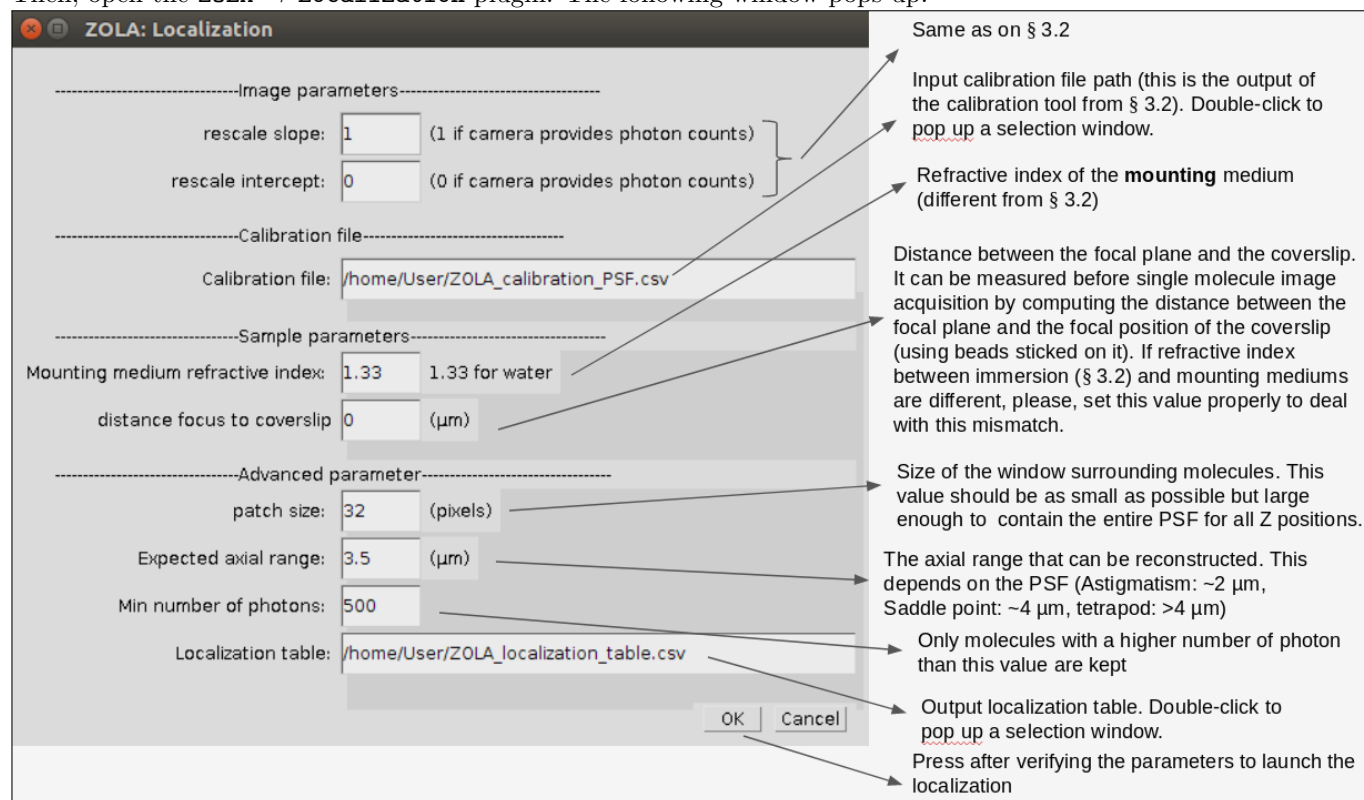 Then, open the ZOLA → Localization plugin. The following window pops up:
ZOLA: Localization
---------------------------------Image parameters------------------------------------
rescale slope: 1 (1 if camera provides photon counts)
rescale intercept: 0 (0 if camera provides photon counts)
---------------------------------Calibration file------------------------------------
Calibration file: /home/User/ZOLA_calibration_PSF.csv
---------------------------------Sample parameters-----------------------------------
Mounting medium refractive index: 1.33 1.33 for water
distance focus to coverslip 0 (µm)
---------------------------------Advanced parameter----------------------------------
patch size: 32 (pixels)
Expected axial range: 3.5 (µm)
Min number of photons: 500
Localization table: /home/User/ZOLA_localization_table.csv
OK Cancel
Same as on § 3.2
Input calibration file path (this is the output of
the calibration tool from § 3.2). Double-click to
pop up a selection window.
Refractive index of the mounting medium
(different from § 3.2)
Distance between the focal plane and the coverslip.
It can be measured before single molecule image
acquisition by computing the distance between the
focal plane and the focal position of the coverslip
(using beads sticked on it). If refractive index
between immersion (§ 3.2) and mounting mediums
are different, please, set this value properly to deal
with this mismatch.
Size of the window surrounding molecules. This
value should be as small as possible but large
enough to contain the entire PSF for all Z positions.
The axial range that can be reconstructed. This
depends on the PSF (Astigmatism: ~2 µm,
Saddle point: ~4 µm, tetrapod: >4 µm)
Only molecules with a higher number of photon
than this value are kept
Output localization table. Double-click to
pop up a selection window.
Press after verifying the parameters to launch the
localization